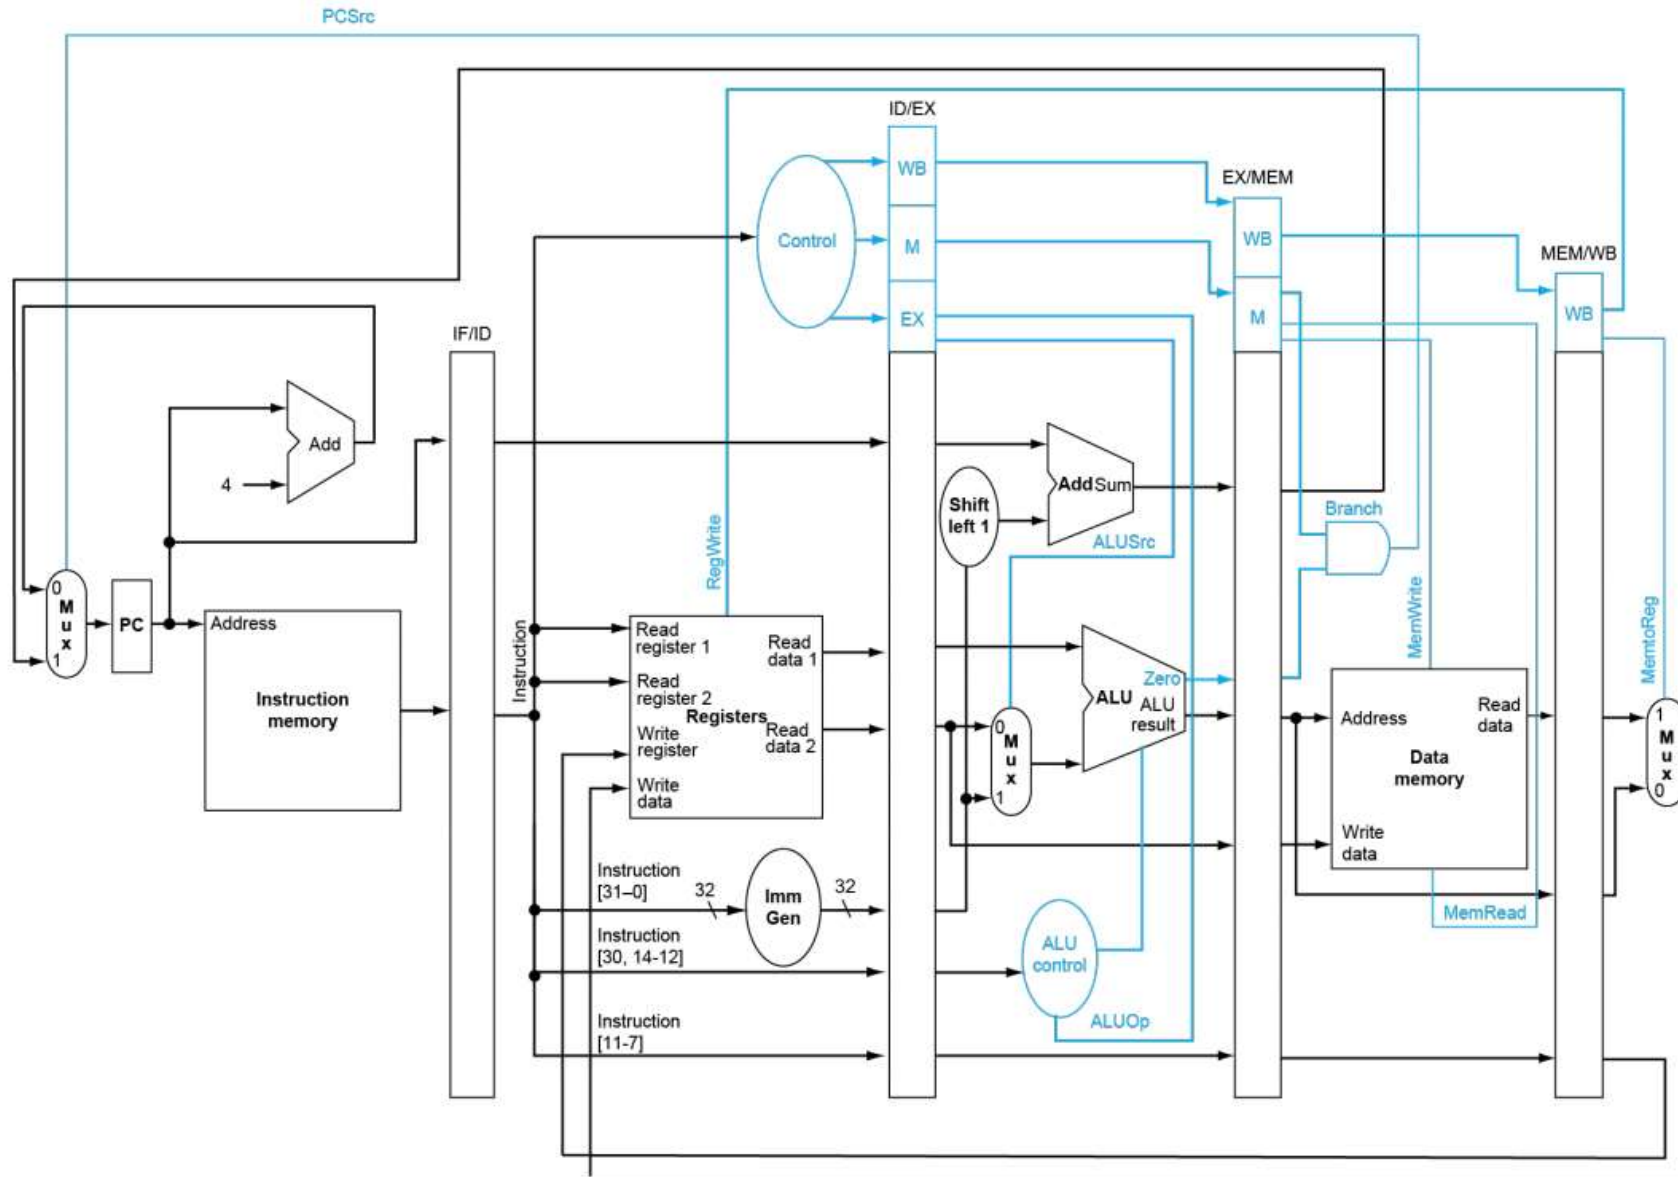 PCSrc
ID/EX
WB
EX/MEM
Control
M
WB
MEM/WB
EX
M
WB
IF/ID
Add
4
Add Sum
Shift
left 1
Branch
ALUSrc
RegWrite
MemWrite
MemtoReg
0
M
u
x
1
PC
Address
Instruction
memory
Instruction
Read
register 1
Read
data 1
Read
register 2
Registers
Write
register
Read
data 2
Write
data
0
M
u
x
1
Zero
ALU
ALU
result
Address
Read
data
Data
memory
Write
data
1
M
u
x
0
Instruction
[31–0]
32
Imm
Gen
32
MemRead
Instruction
[30, 14-12]
ALU
control
Instruction
[11-7]
ALUOp